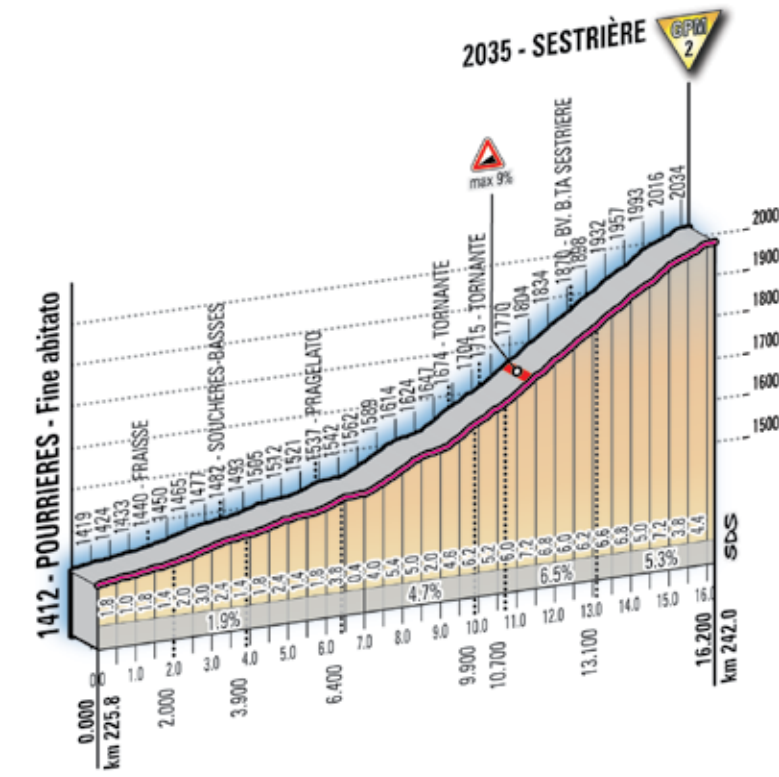 2035 - SESTRIÈRE
GPM
2
max 9%
1412 - POURRIERES - Fine abitato
1419
1424
1433
1440 - FRAISSE
1450
1465
1477
1482 - SOUCHERES-BASSES
1493
1505
1512
1521
1537 - PRAGELATO
1542
1562
1589
1614
1624
1647
1674 - TORNANTE
1704
1715 - TORNANTE
1770
1804
1834
1870 - BV. B.TA SESTRIERE
1898
1932
1957
1993
2016
2034
2000
1900
1800
1700
1600
1500
1.8 1.0 1.8 1.4 2.0 3.0 2.4 1.4 1.8 2.4 1.4 1.8 3.8 0.4 4.0 5.4 5.0 2.0 4.6 6.2 5.2 6.0 7.2 6.8 6.0 6.2 6.6 6.8 5.0 7.2 3.8 4.4
1.9% 4.7% 6.5% 5.3%
0.0 1.0 2.0 3.0 4.0 5.0 6.0 7.0 8.0 9.0 10.0 11.0 12.0 13.0 14.0 15.0 16.0
0.000
km 225.8
2.000
3.900
6.400
9.900
10.700
13.100
16.200
km 242.0
SDS